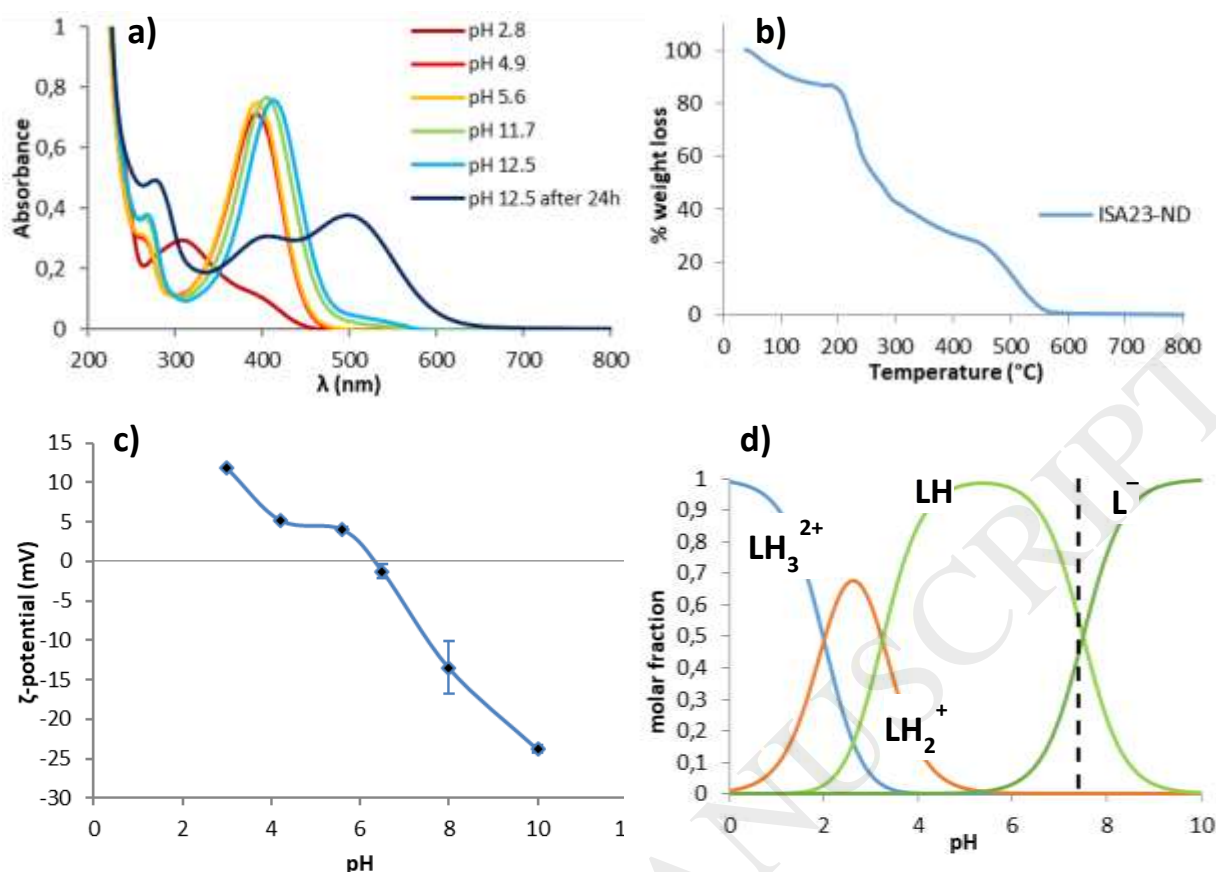 a)
1
0,8
0,6
0,4
0,2
0
Absorbance
200 300 400 500 600 700 800
λ (nm)
pH 2.8
pH 4.9
pH 5.6
pH 11.7
pH 12.5
pH 12.5 after 24h
b)
100
80
60
40
20
0
% weight loss
0 100 200 300 400 500 600 700 800
Temperature (°C)
ISA23-ND
c)
15
10
5
0
-5
-10
-15
-20
-25
-30
ζ-potential (mV)
0 2 4 6 8 10 1
pH
d)
1
0,9
0,8
0,7
0,6
0,5
0,4
0,3
0,2
0,1
0
molar fraction
0 2 4 6 8 10
pH
LH₃²⁺
LH₂⁺
LH
L⁻
ANUSCRIPT